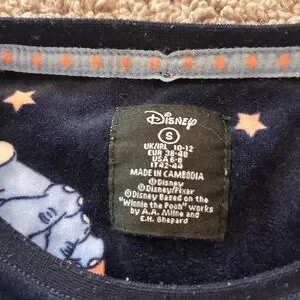 Disney
S
UK/IRL 10-12
EUR 38-40
USA 6-8
IT42-44
MADE IN CAMBODIA
©Disney
©Disney/Pixar
©Disney Based on the
"Winnie the Pooh" works
by A.A. Milne and
E.H. Shepard